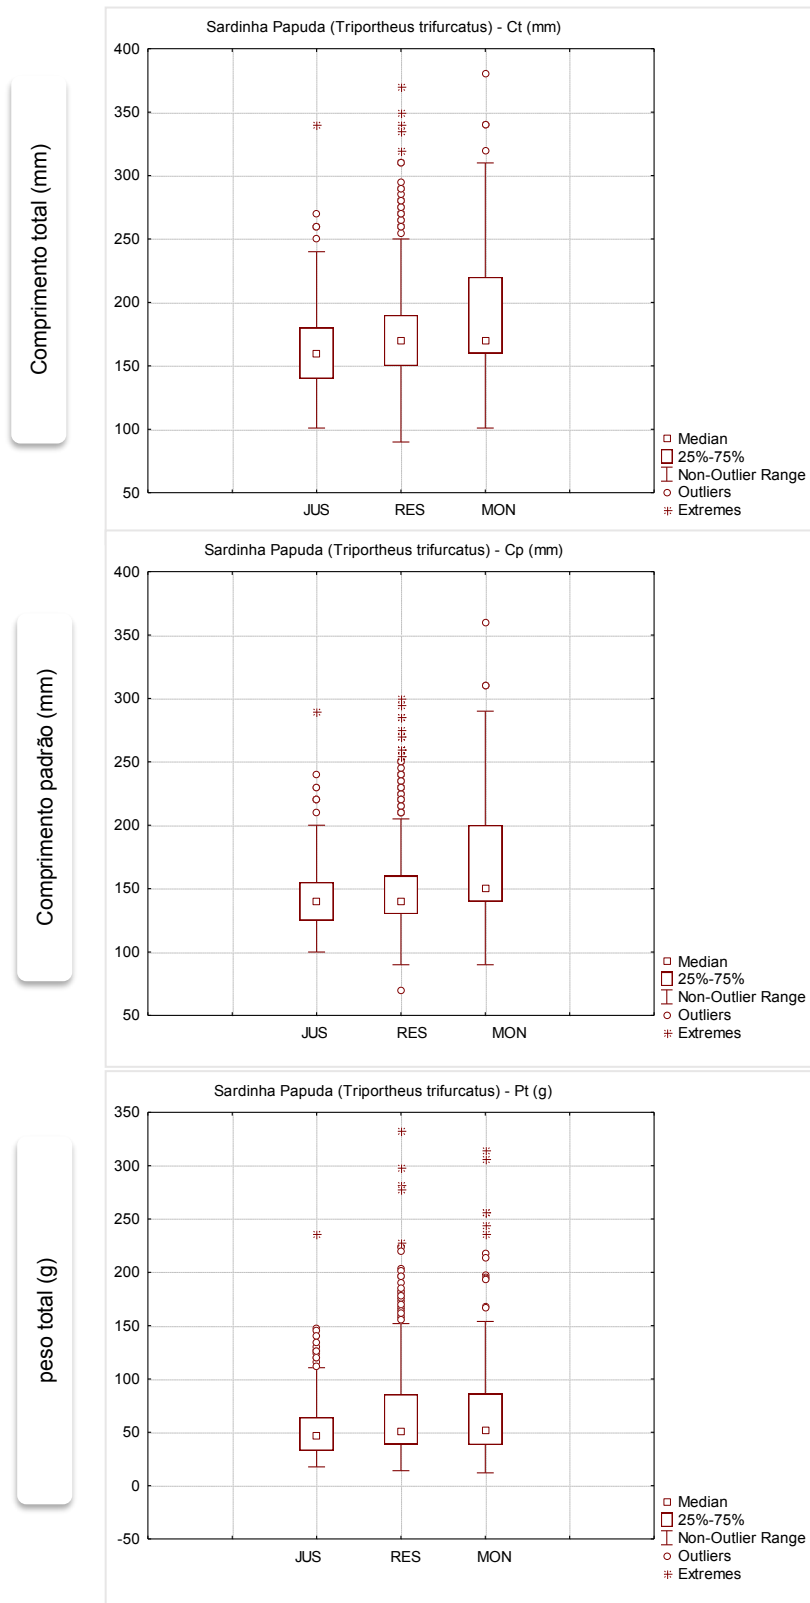 Comprimento total (mm)
Sardinha Papuda (Triportheus trifurcatus) - Ct (mm)
400
350
300
250
200
150
100
50
JUS RES MON
Median
25%-75%
Non-Outlier Range
Outliers
Extremes
Comprimento padrão (mm)
Sardinha Papuda (Triportheus trifurcatus) - Cp (mm)
400
350
300
250
200
150
100
50
JUS RES MON
Median
25%-75%
Non-Outlier Range
Outliers
Extremes
peso total (g)
Sardinha Papuda (Triportheus trifurcatus) - Pt (g)
350
300
250
200
150
100
50
0
-50
JUS RES MON
Median
25%-75%
Non-Outlier Range
Outliers
Extremes